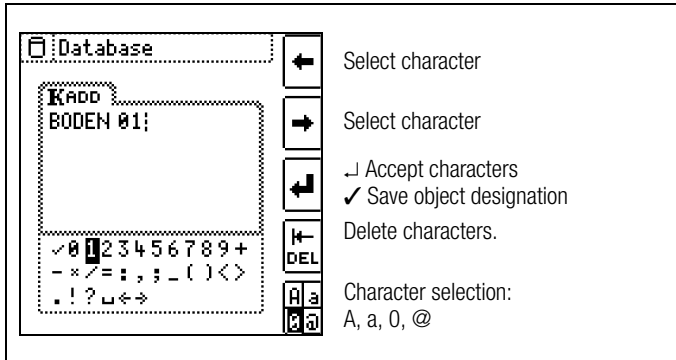 Database
KADD
BODEN 01
✓0123456789+
-×/=:,;_()<>
.!?␣←→
DEL
A a
0 @
Select character
Select character
↵ Accept characters
✓ Save object designation
Delete characters.
Character selection:
A, a, 0, @